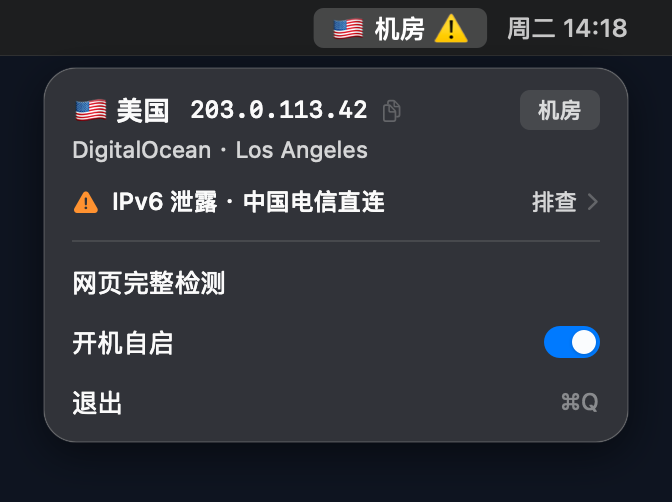 🇺🇸 机房 ⚠️ 周二 14:18
🇺🇸 美国 203.0.113.42 机房
DigitalOcean · Los Angeles
IPv6 泄露 · 中国电信直连 排查
网页完整检测
开机自启
退出 ⌘Q